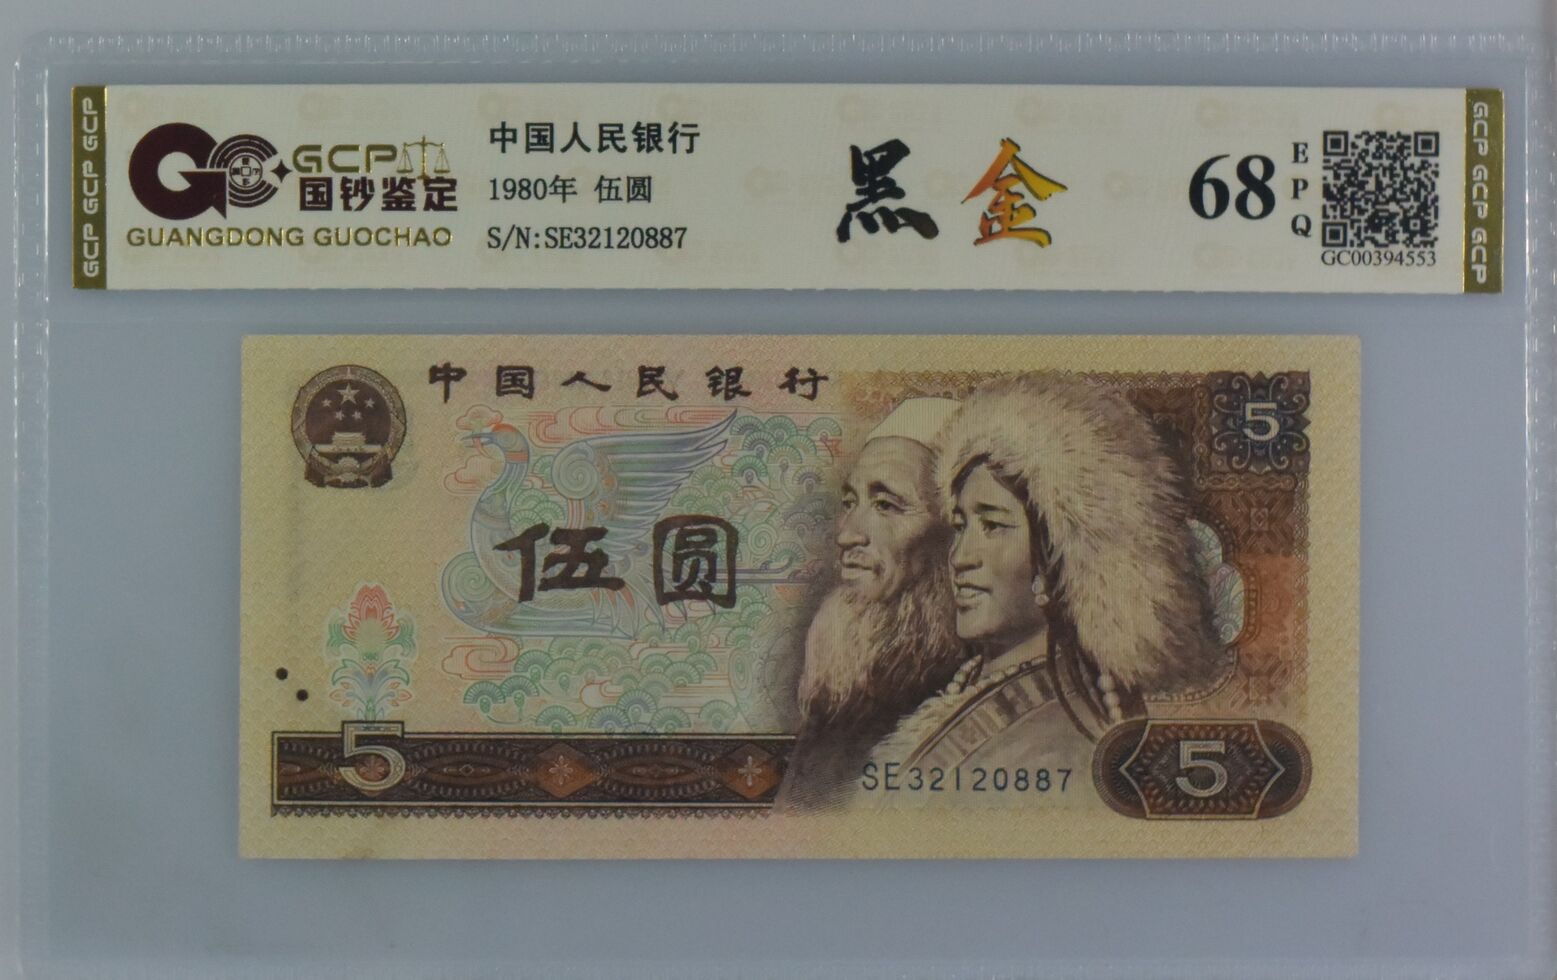 GCP GCP GCP
GCP
国钞鉴定
GUANGDONG GUOCHAO
中国人民银行
1980年 伍圆
S/N:SE32120887
黑金
68
EPQ
GC00394553
GCP GCP GCP
中国人民银行
5
伍圆
5
SE32120887
5